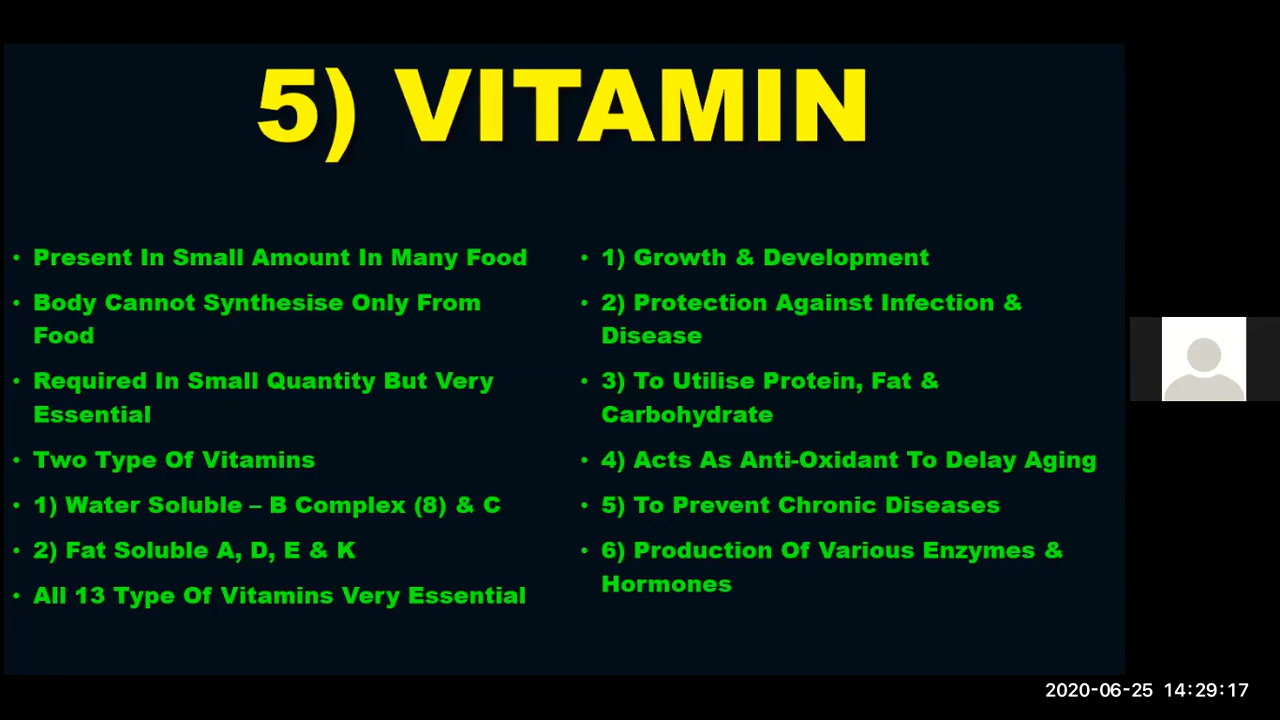 5) VITAMIN
• Present In Small Amount In Many Food
• Body Cannot Synthesise Only From
Food
• Required In Small Quantity But Very
Essential
• Two Type Of Vitamins
• 1) Water Soluble – B Complex (8) & C
• 2) Fat Soluble A, D, E & K
• All 13 Type Of Vitamins Very Essential
• 1) Growth & Development
• 2) Protection Against Infection &
Disease
• 3) To Utilise Protein, Fat &
Carbohydrate
• 4) Acts As Anti-Oxidant To Delay Aging
• 5) To Prevent Chronic Diseases
• 6) Production Of Various Enzymes &
Hormones
2020-06-25 14:29:17